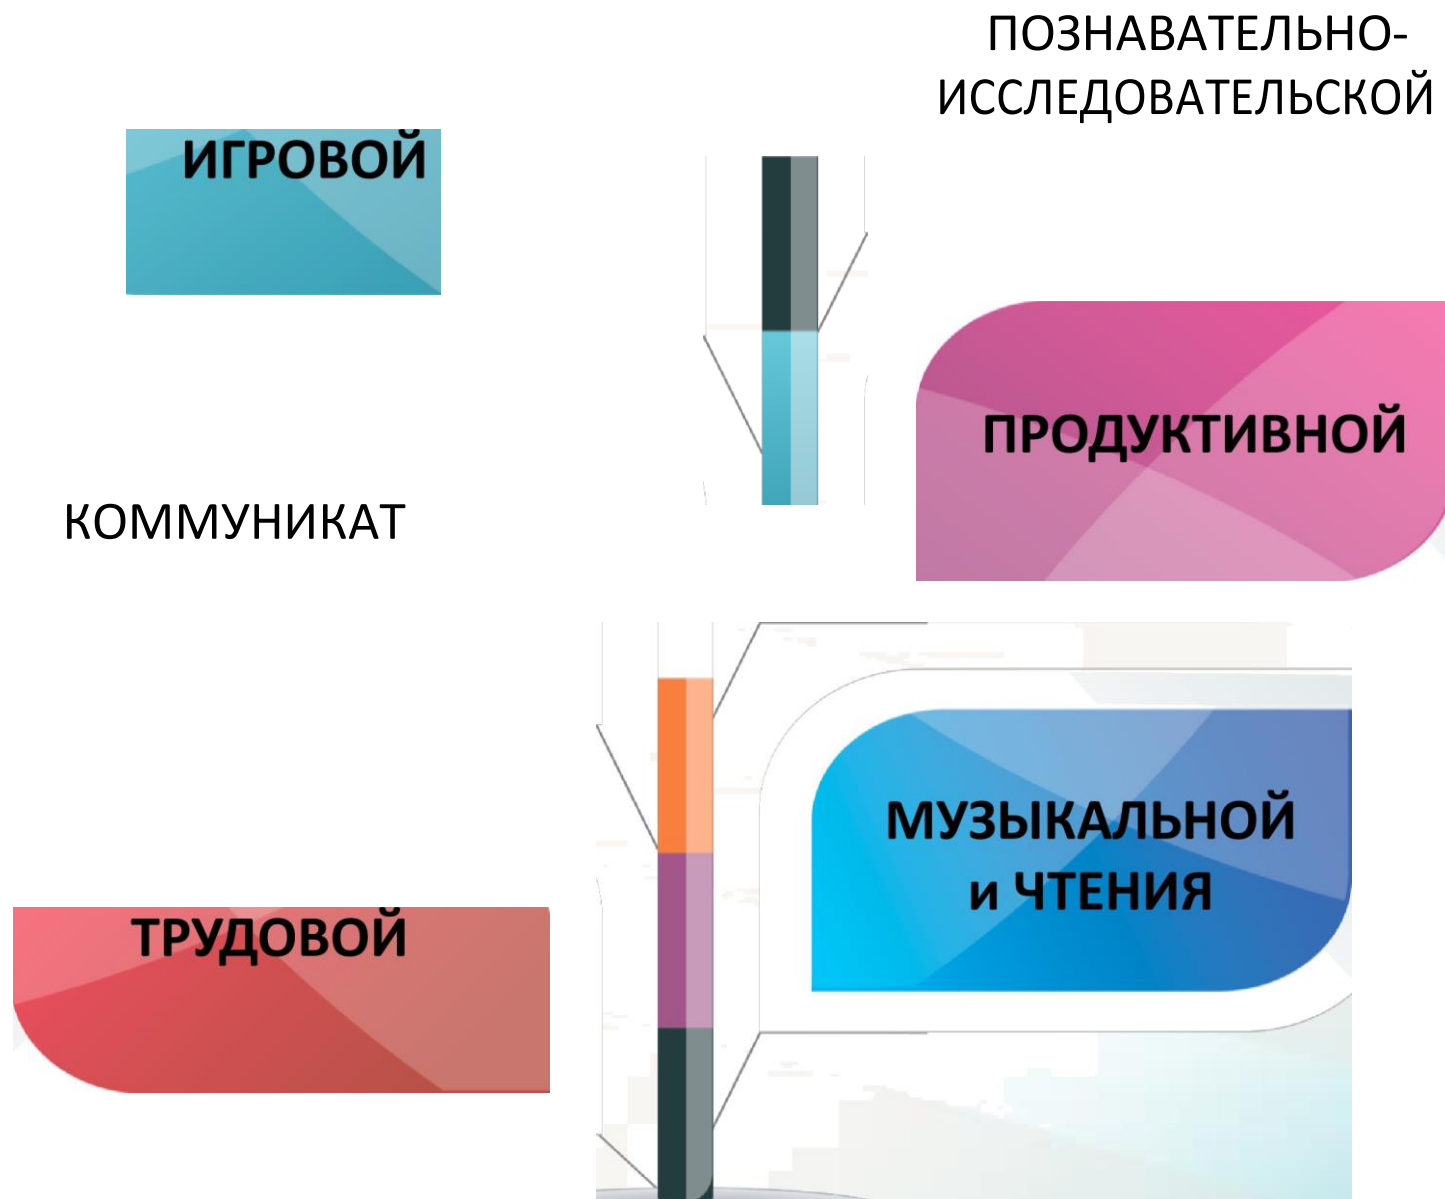 ПОЗНАВАТЕЛЬНО-
ИССЛЕДОВАТЕЛЬСКОЙ
ИГРОВОЙ
ПРОДУКТИВНОЙ
КОММУНИКАТ
МУЗЫКАЛЬНОЙ
и ЧТЕНИЯ
ТРУДОВОЙ